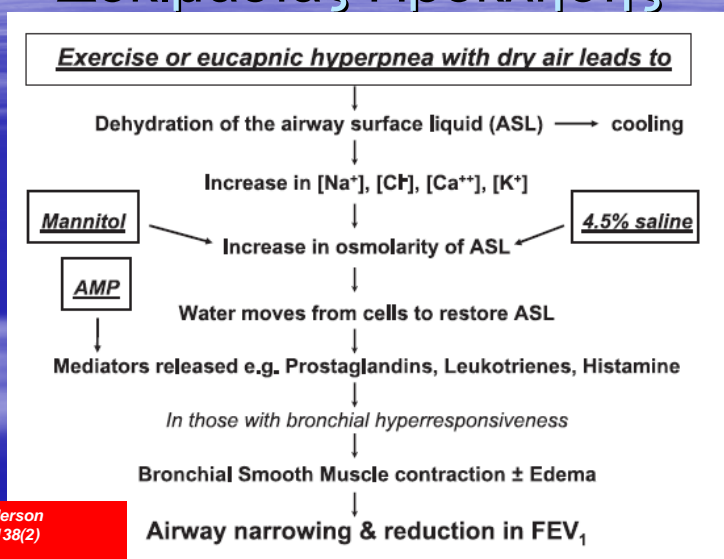 Δοκιμασίας Πρόκλησης
Exercise or eucapnic hyperpnea with dry air leads to
Dehydration of the airway surface liquid (ASL) → cooling
Increase in [Na⁺], [Cl⁻], [Ca⁺⁺], [K⁺]
Mannitol
4.5% saline
Increase in osmolarity of ASL
AMP
Water moves from cells to restore ASL
Mediators released e.g. Prostaglandins, Leukotrienes, Histamine
In those with bronchial hyperresponsiveness
Bronchial Smooth Muscle contraction ± Edema
erson
138(2)
Airway narrowing & reduction in FEV₁